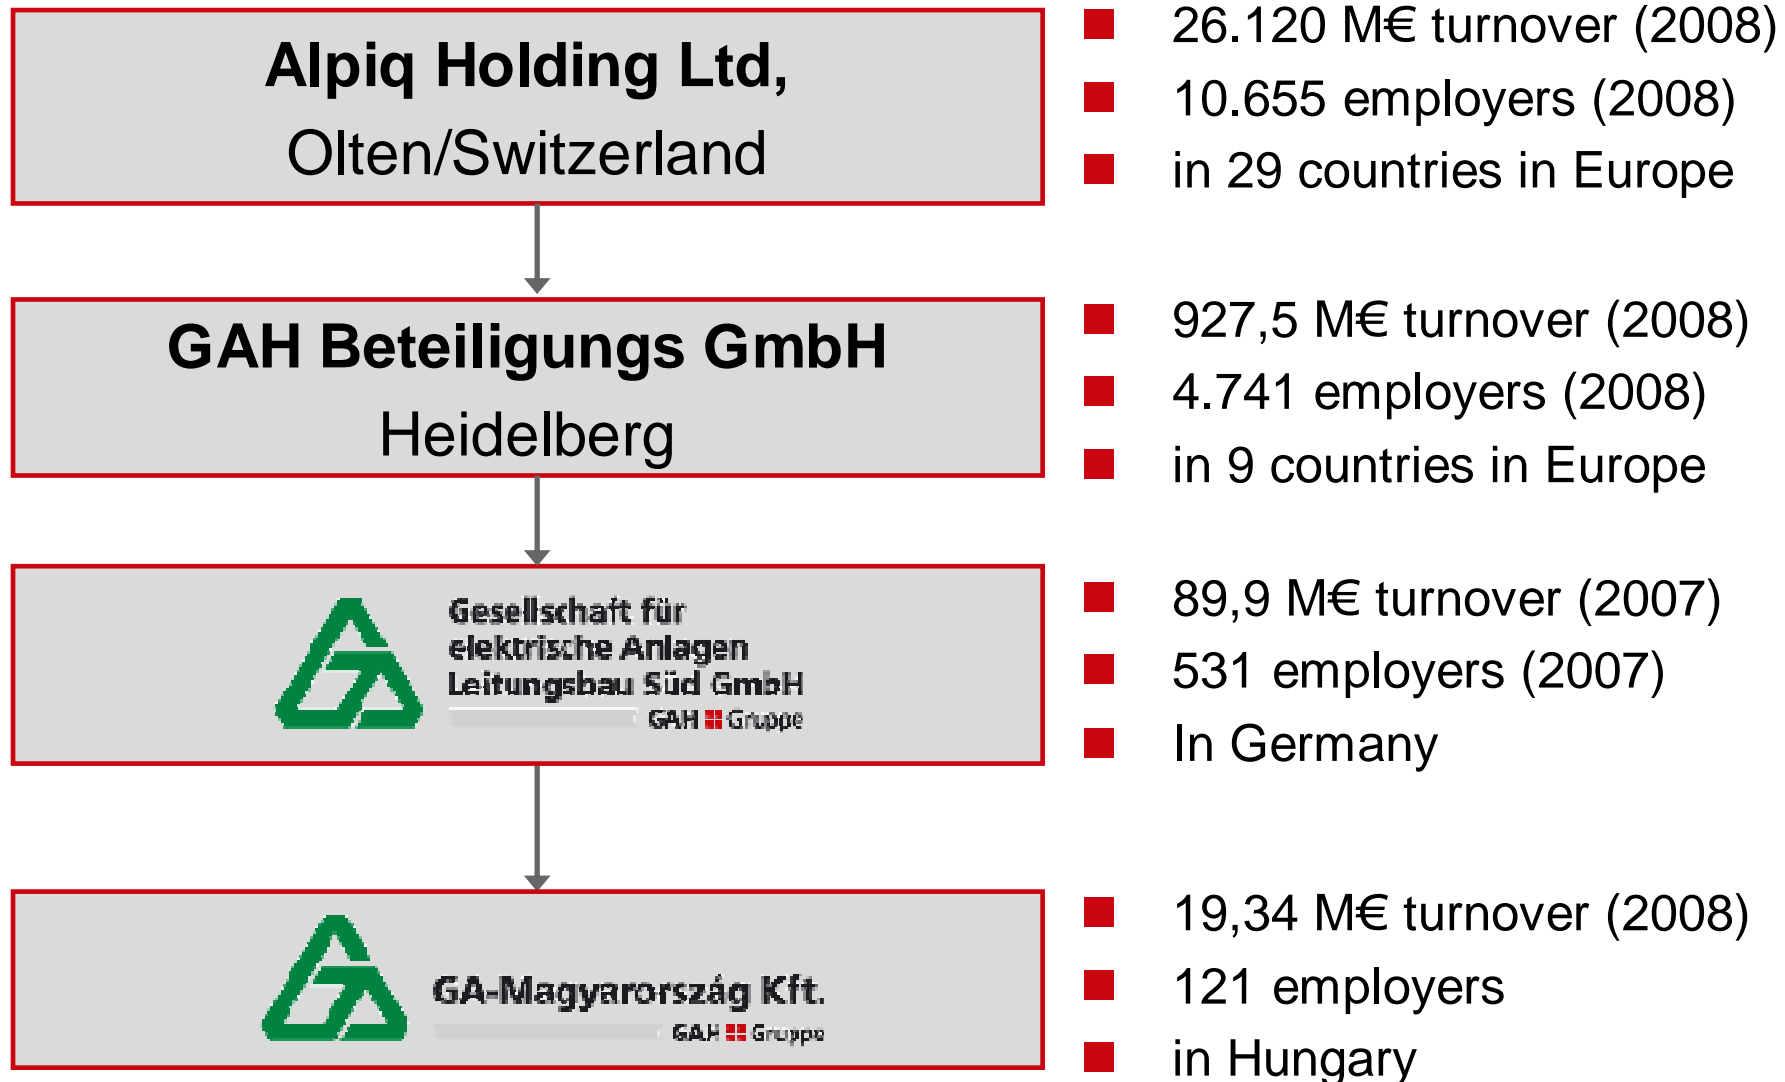 Alpiq Holding Ltd,
Olten/Switzerland
26.120 M€ turnover (2008)
10.655 employers (2008)
in 29 countries in Europe
GAH Beteiligungs GmbH
Heidelberg
927,5 M€ turnover (2008)
4.741 employers (2008)
in 9 countries in Europe
Gesellschaft für
elektrische Anlagen
Leitungsbau Süd GmbH
GAH Gruppe
89,9 M€ turnover (2007)
531 employers (2007)
In Germany
GA-Magyarország Kft.
GAH Gruppe
19,34 M€ turnover (2008)
121 employers
in Hungary